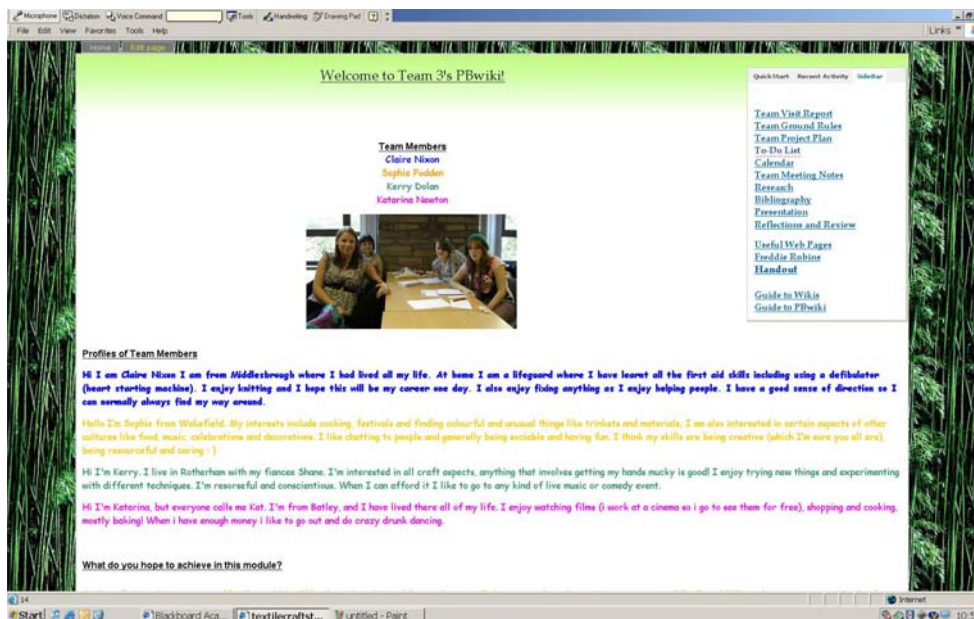 Microphone Dictation Voice Command Tools Handwriting Drawing Pad
File Edit View Favorites Tools Help Links
Home Edit page
Welcome to Team 3's PBwiki!
QuickStart Recent Activity SideBar
Team Visit Report
Team Ground Rules
Team Project Plan
To-Do List
Calendar
Team Meeting Notes
Research
Bibliography
Presentation
Reflections and Review
Useful Web Pages
Freddie Robins
Handout
Guide to Wikis
Guide to PBwiki
Team Members
Claire Nixon
Sophie Fodden
Kerry Dolan
Katarina Newton
Profiles of Team Members
Hi I am Claire Nixon I am from Middlesbrough where I had lived all my life. At home I am a lifeguard where I have learnt all the first aid skills including using a defibulator
(heart starting machine). I enjoy knitting and I hope this will be my career one day. I also enjoy fixing anything as I enjoy helping people. I have a good sense of direction so I
can normally always find my way around.
Hello I'm Sophie from Wakefield. My interests include cooking, festivals and finding colourful and unusual things like trinkets and materials; I am also interested in certain aspects of other
cultures like food, music, celebrations and decorations. I like chatting to people and generally being sociable and having fun. I think my skills are being creative (which I'm sure you all are),
being resourceful and caring :-)
Hi I'm Kerry. I live in Rotherham with my fiancee Shane. I'm interested in all craft aspects, anything that involves getting my hands mucky is good! I enjoy trying new things and experimenting
with different techniques. I'm resorseful and conscientious. When I can afford it I like to go to any kind of live music or comedy event.
Hi I'm Katarina, but everyone calls me Kat. I'm from Batley, and I have lived there all of my life. I enjoy watching films (i work at a cinema so i go to see them for free), shopping and cooking,
mostly baking! When i have enough money i like to go out and do crazy drunk dancing.
What do you hope to achieve in this module?
14 Internet
Start Blackboard Aca... textilecraftst... untitled - Paint